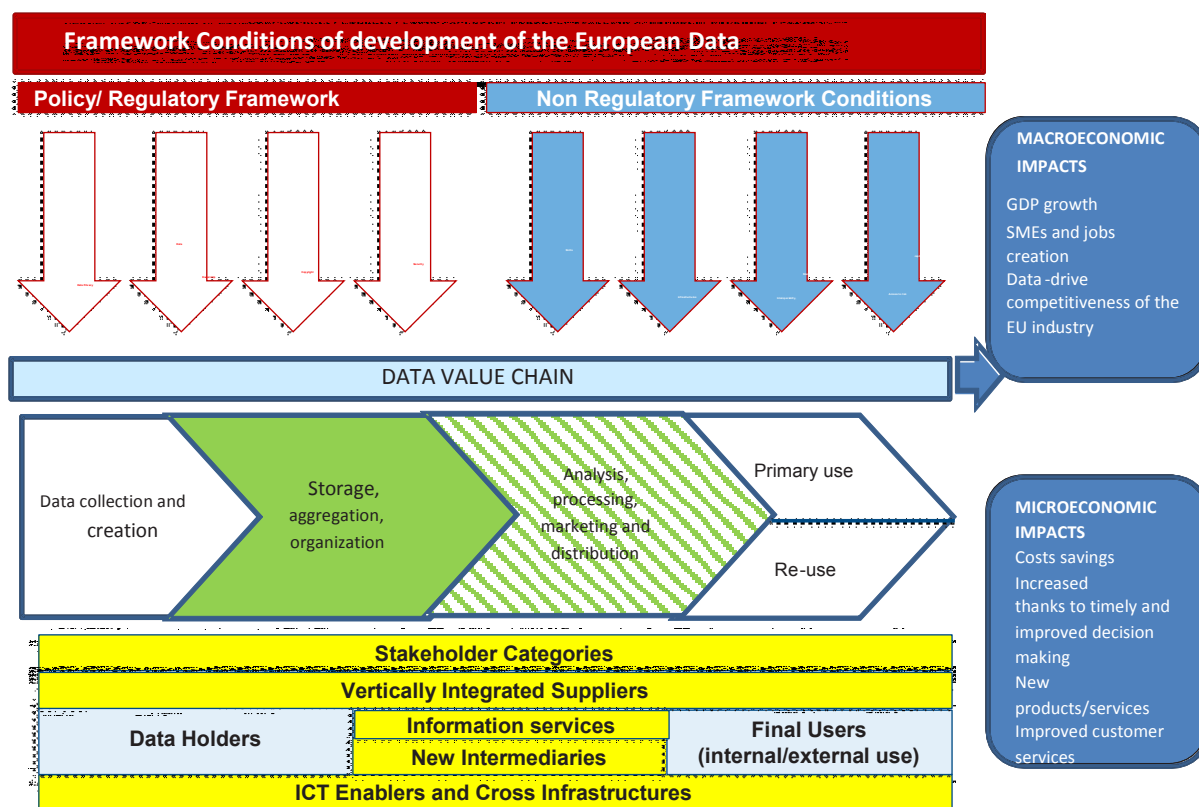 Framework Conditions of development of the European Data
Policy/ Regulatory Framework
Non Regulatory Framework Conditions
MACROECONOMIC
IMPACTS
GDP growth
SMEs and jobs
creation
Data -drive
competitiveness of the
EU industry
DATA VALUE CHAIN
Data collection and
creation
Storage,
aggregation,
organization
Analysis,
processing,
marketing and
distribution
Primary use
Re-use
MICROECONOMIC
IMPACTS
Costs savings
Increased
thanks to timely and
improved decision
making
New
products/services
Improved customer
services
Stakeholder Categories
Vertically Integrated Suppliers
Data Holders
Information services
New Intermediaries
Final Users
(internal/external use)
ICT Enablers and Cross Infrastructures